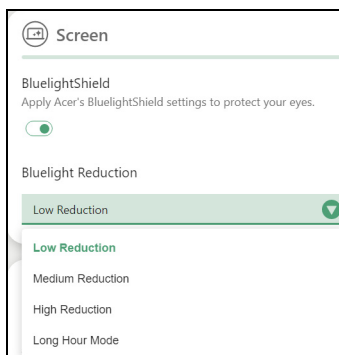 Screen
BluelightShield
Apply Acer's BluelightShield settings to protect your eyes.
Bluelight Reduction
Low Reduction
Low Reduction
Medium Reduction
High Reduction
Long Hour Mode